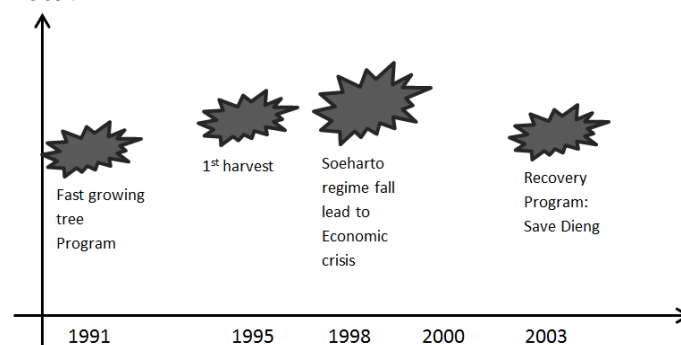 Fast growing
tree
Program
1st harvest
Soeharto
regime fall
lead to
Economic
crisis
Recovery
Program:
Save Dieng
1991 1995 1998 2000 2003